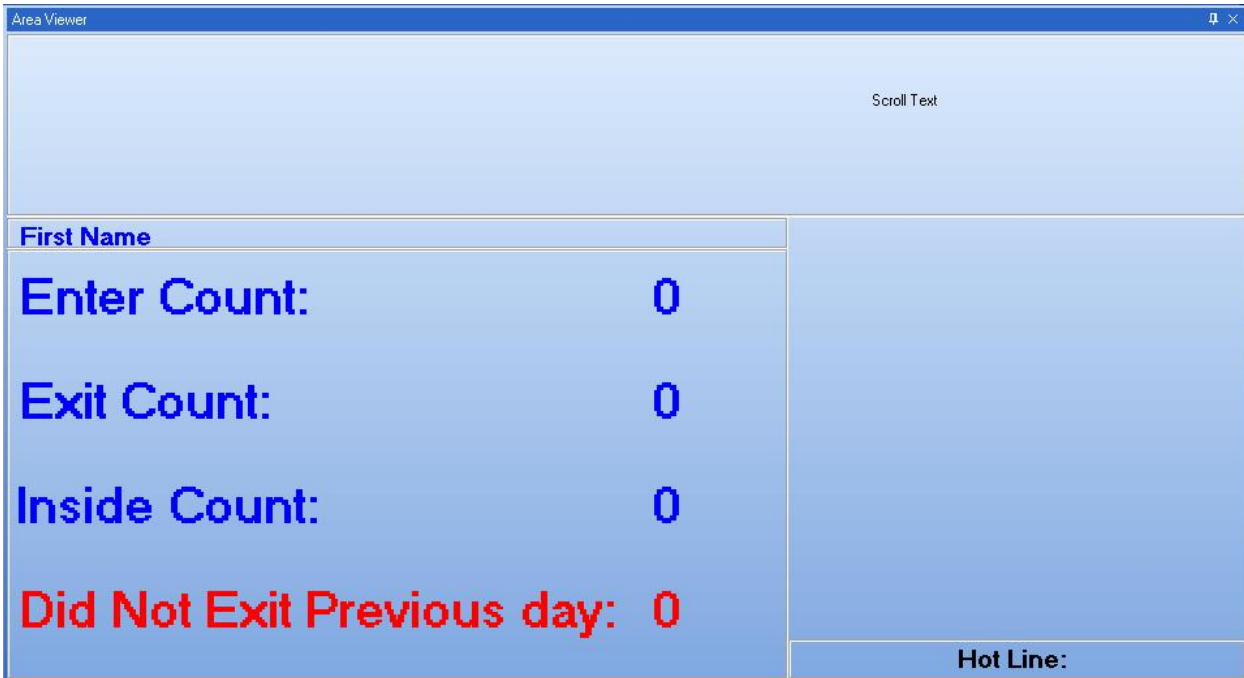 Area Viewer
Scroll Text
First Name
Enter Count: 0
Exit Count: 0
Inside Count: 0
Did Not Exit Previous day: 0
Hot Line: